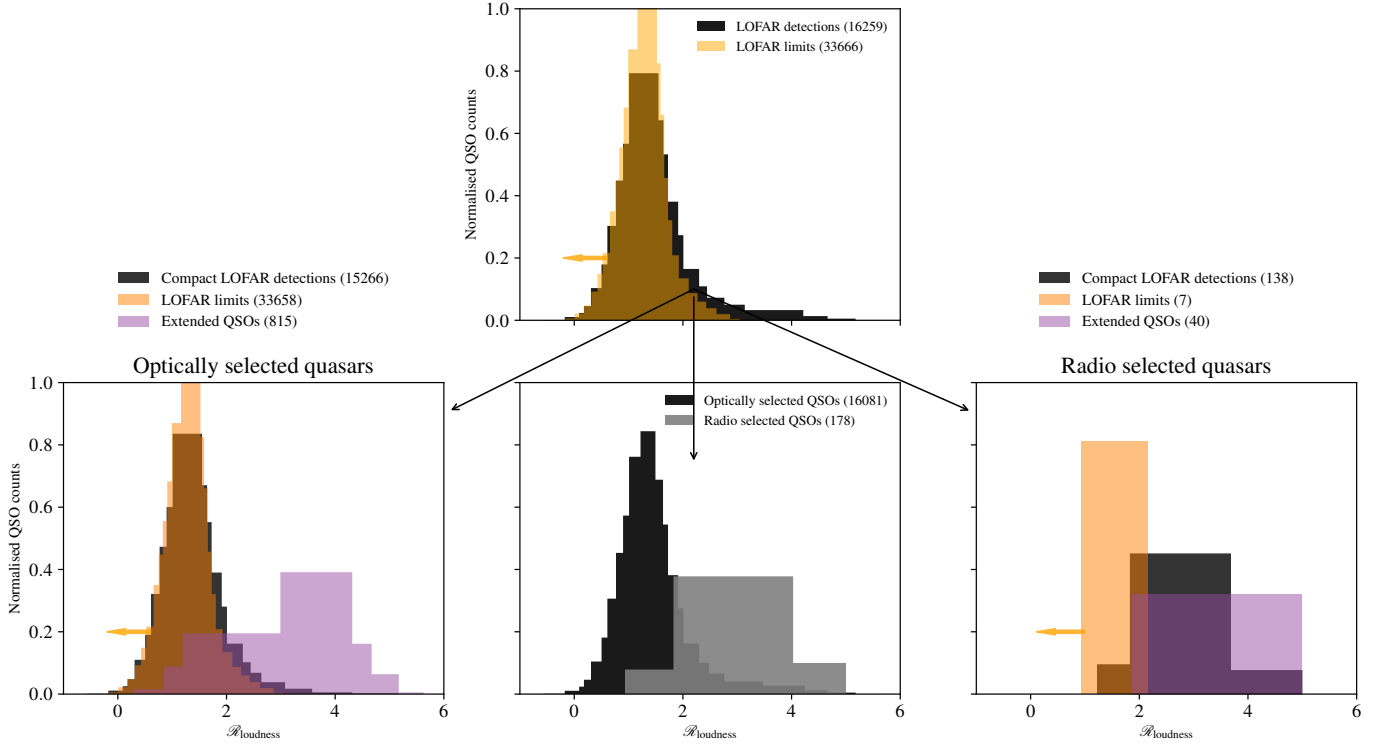 1.0
0.8
0.6
0.4
0.2
0.0
Normalised QSO counts
LOFAR detections (16259)
LOFAR limits (33666)
0
2
4
6
Compact LOFAR detections (15266)
LOFAR limits (33658)
Extended QSOs (815)
Compact LOFAR detections (138)
LOFAR limits (7)
Extended QSOs (40)
Optically selected quasars
1.0
0.8
0.6
0.4
0.2
0.0
Normalised QSO counts
0
2
4
6
ℛloudness
Optically selected QSOs (16081)
Radio selected QSOs (178)
0
2
4
6
ℛloudness
Radio selected quasars
0
2
4
6
ℛloudness